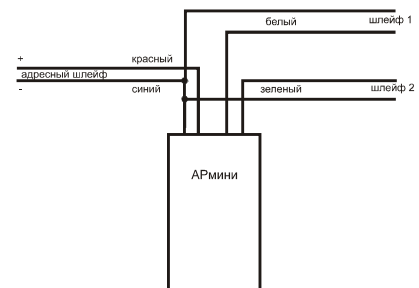 шлейф 1
белый
+ красный
адресный шлейф
- синий
зеленый
шлейф 2
АРмини